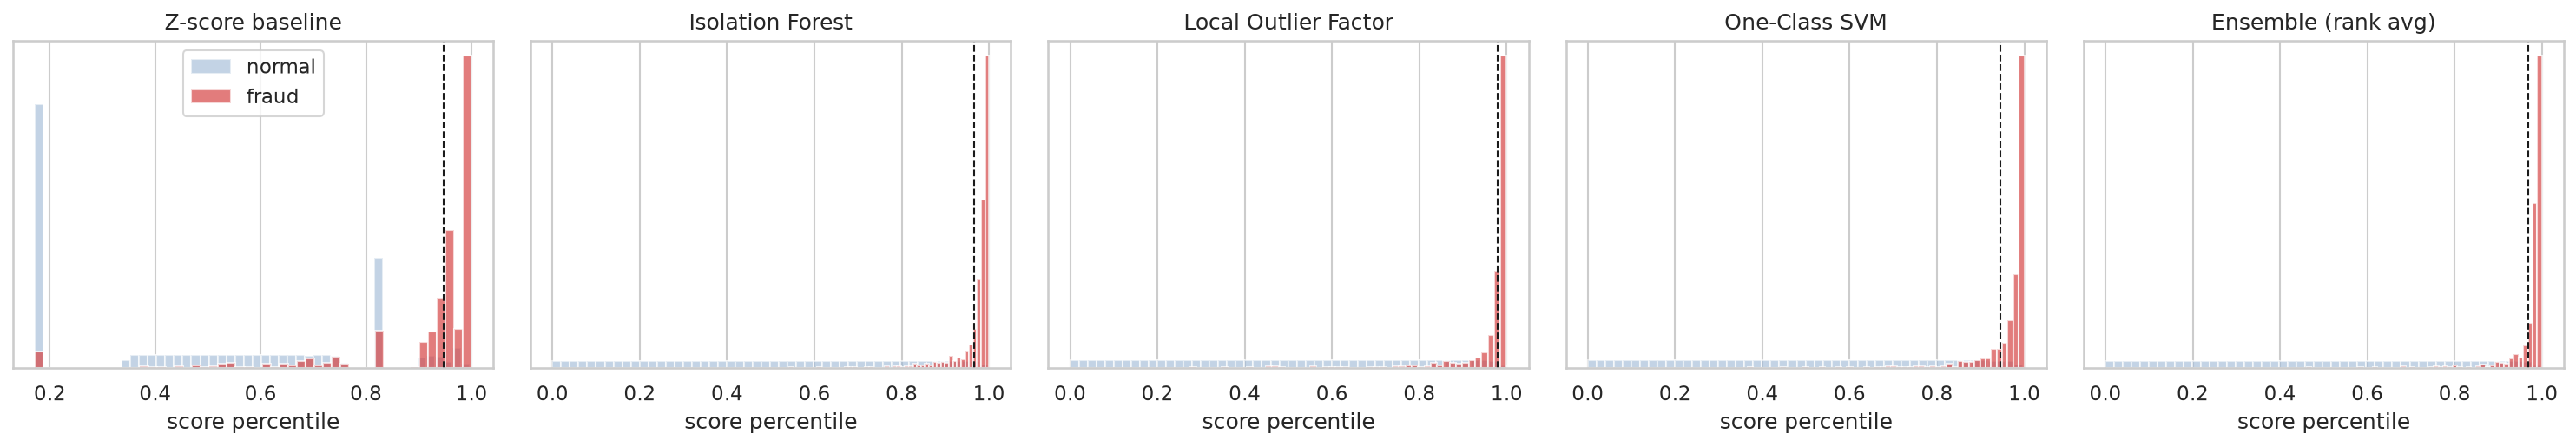 Z-score baseline
normal
fraud
0.2 0.4 0.6 0.8 1.0
score percentile
Isolation Forest
0.0 0.2 0.4 0.6 0.8 1.0
score percentile
Local Outlier Factor
0.0 0.2 0.4 0.6 0.8 1.0
score percentile
One-Class SVM
0.0 0.2 0.4 0.6 0.8 1.0
score percentile
Ensemble (rank avg)
0.0 0.2 0.4 0.6 0.8 1.0
score percentile